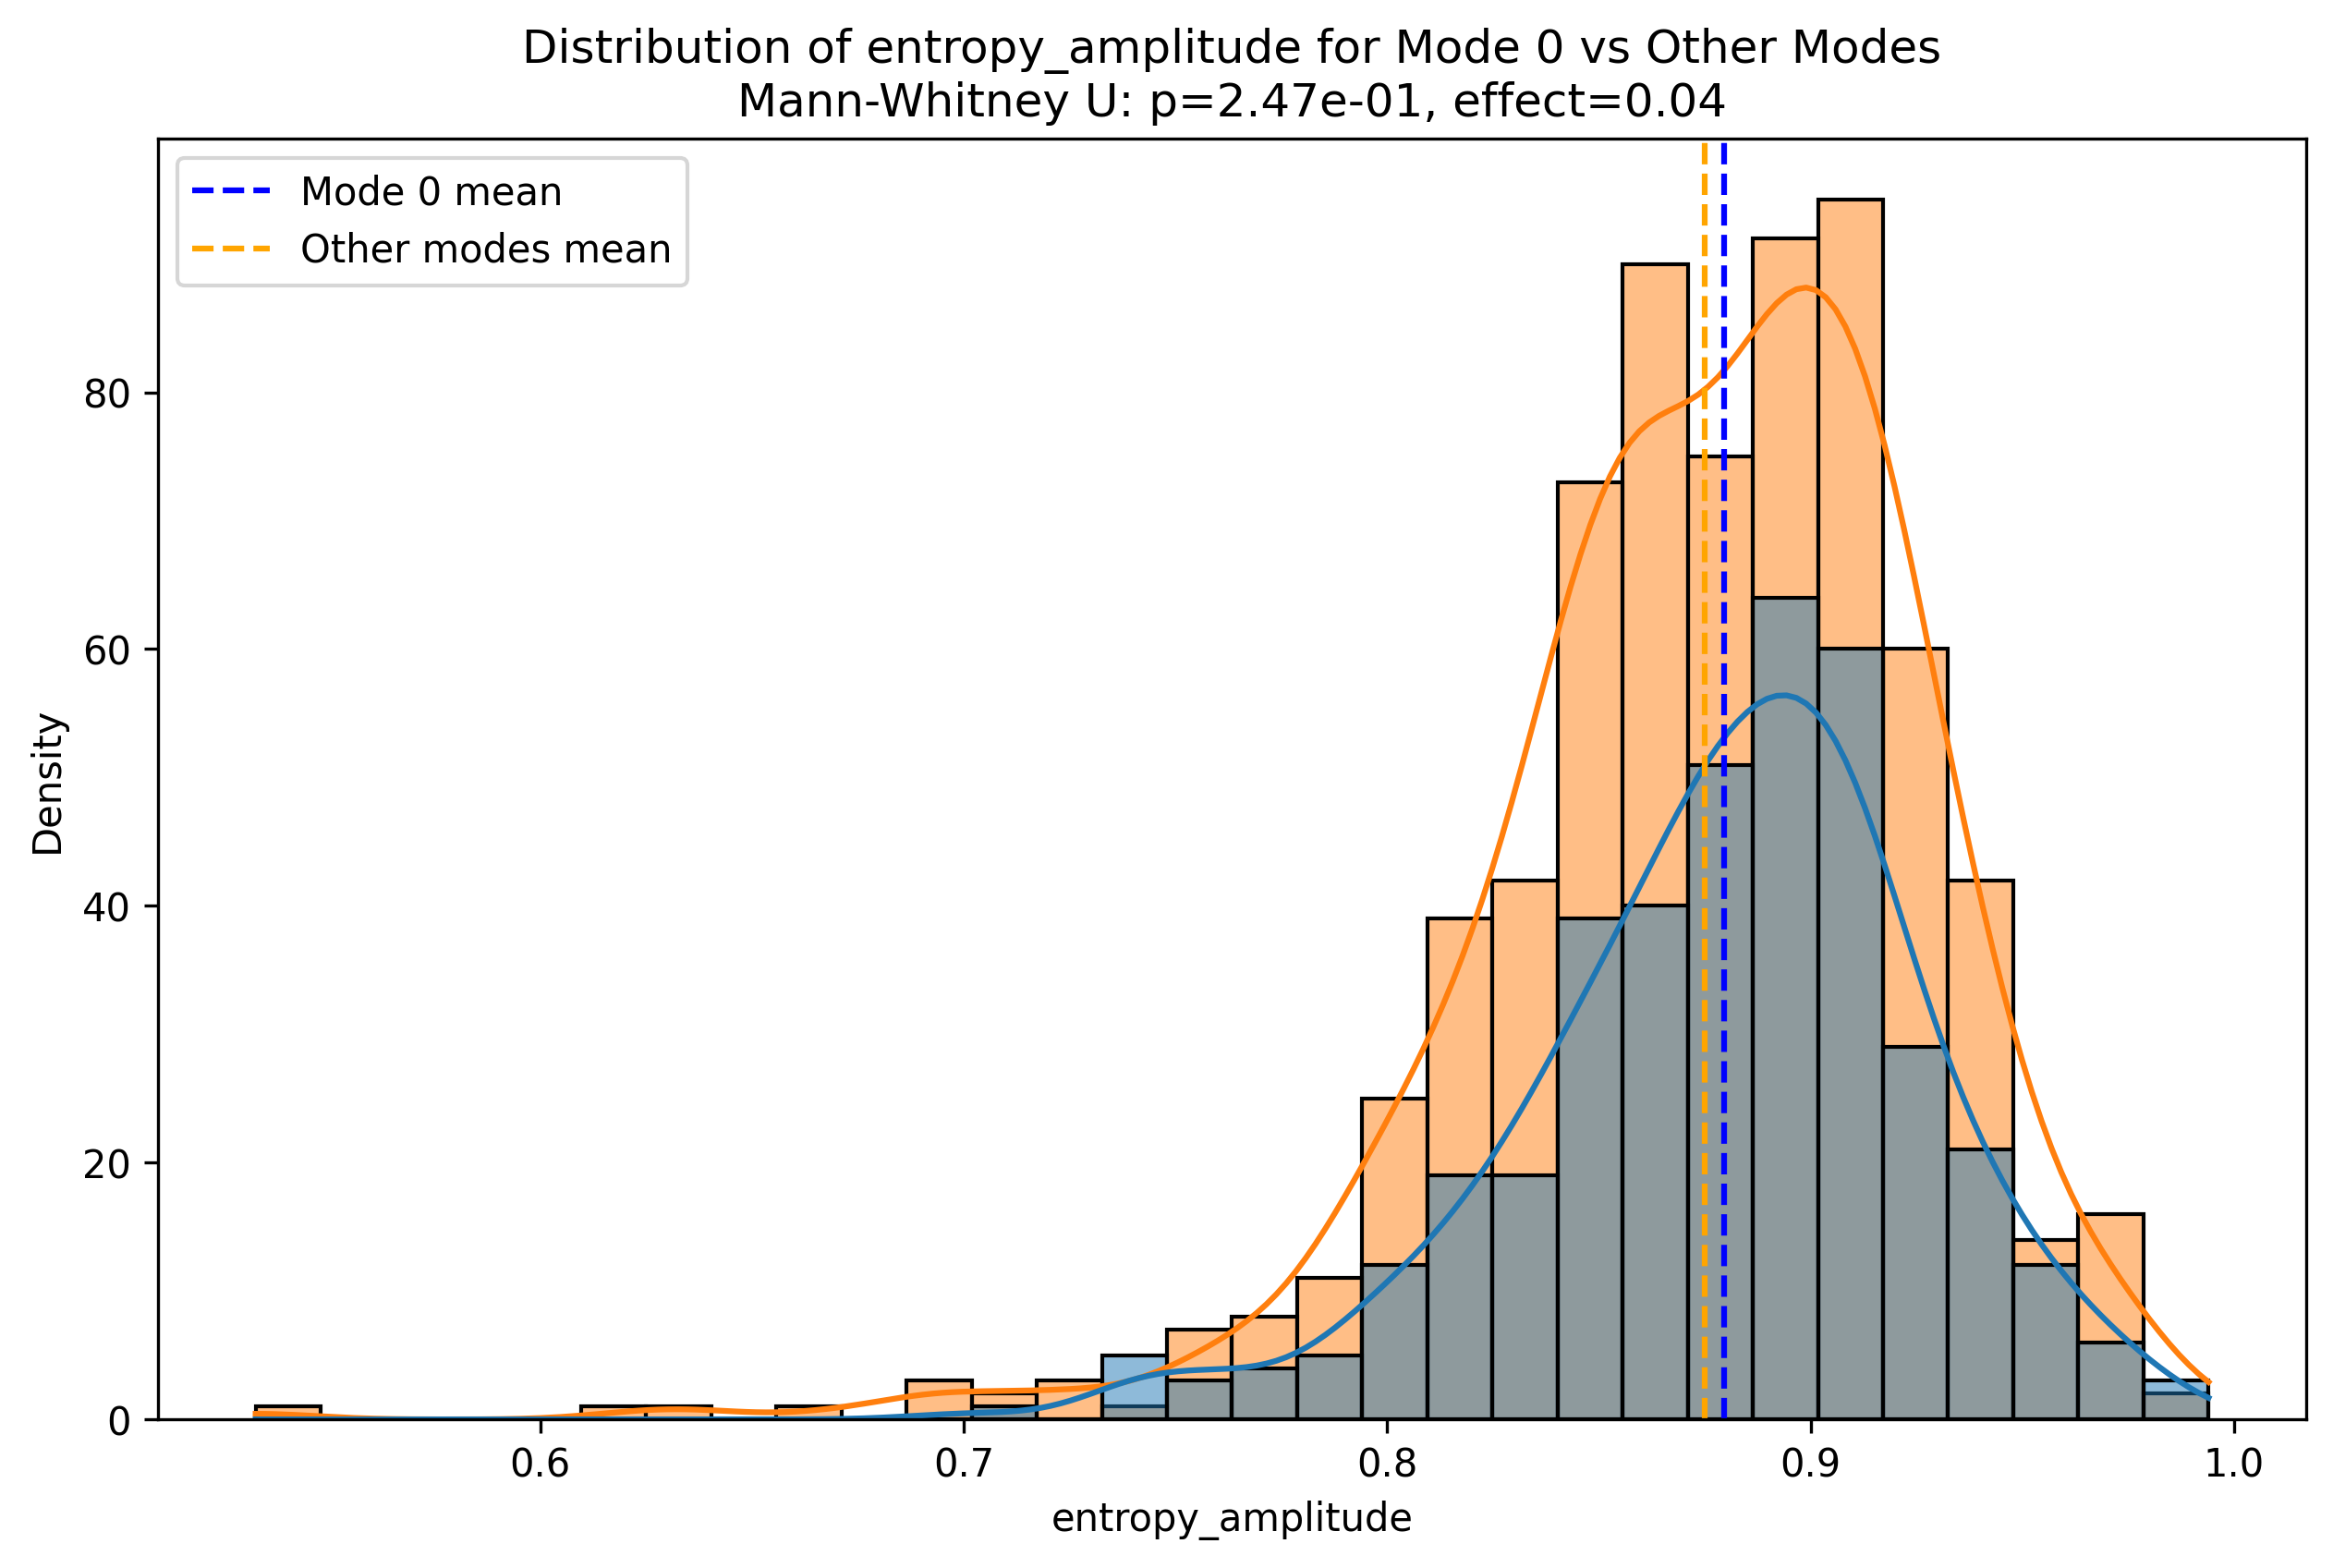 Distribution of entropy_amplitude for Mode 0 vs Other Modes
Mann-Whitney U: p=2.47e-01, effect=0.04
Mode 0 mean
Other modes mean
Density
80
60
40
20
0
0.6
0.7
0.8
0.9
1.0
entropy_amplitude